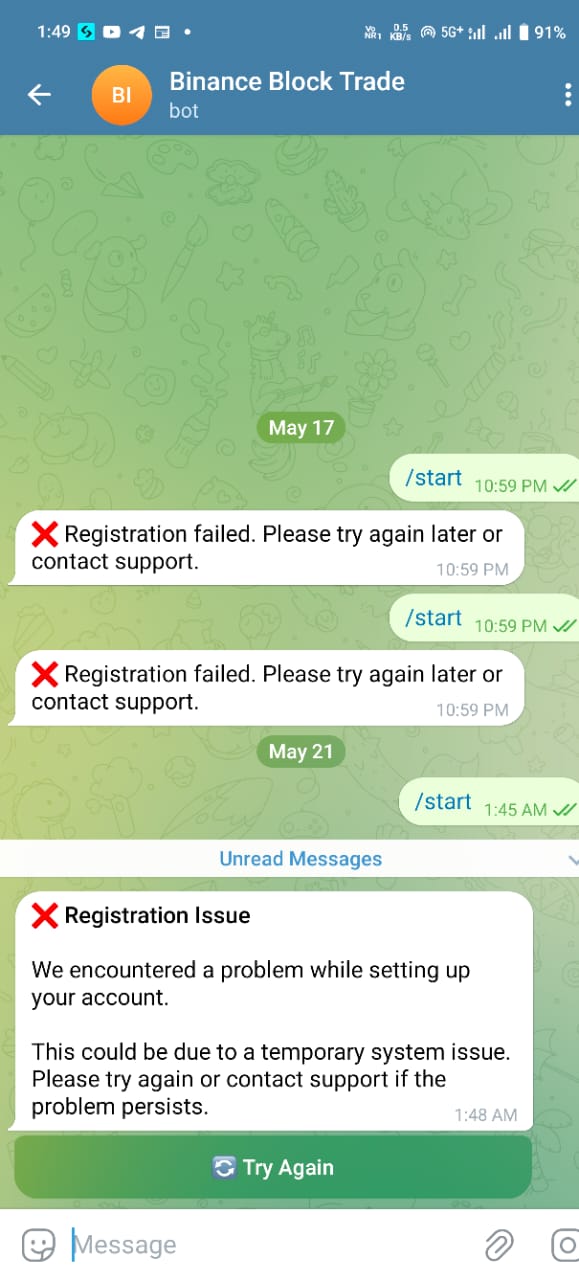 1:49
Vo
NR1
0.5
KB/s
5G+
91%
BI
Binance Block Trade
bot
May 17
/start 10:59 PM
❌ Registration failed. Please try again later or
contact support.
10:59 PM
/start 10:59 PM
❌ Registration failed. Please try again later or
contact support.
10:59 PM
May 21
/start 1:45 AM
Unread Messages
❌ Registration Issue
We encountered a problem while setting up
your account.
This could be due to a temporary system issue.
Please try again or contact support if the
problem persists.
1:48 AM
🔄 Try Again
Message